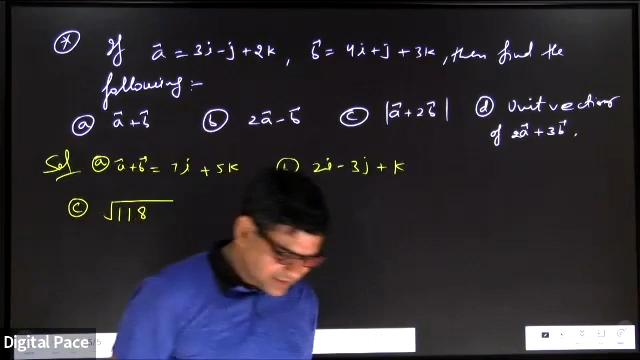 * If a⃗ = 3i - j + 2k, b⃗ = 4i + j + 3k, then find the
following :-
(a) a⃗ + b⃗ (b) 2a⃗ - b⃗ (c) |a⃗ + 2b⃗| (d) Unit vector
of 2a⃗ + 3b⃗.
Sol (a) a⃗ + b⃗ = 7i + 5k (b) 2i - 3j + k
(c) √118
Digital Pace